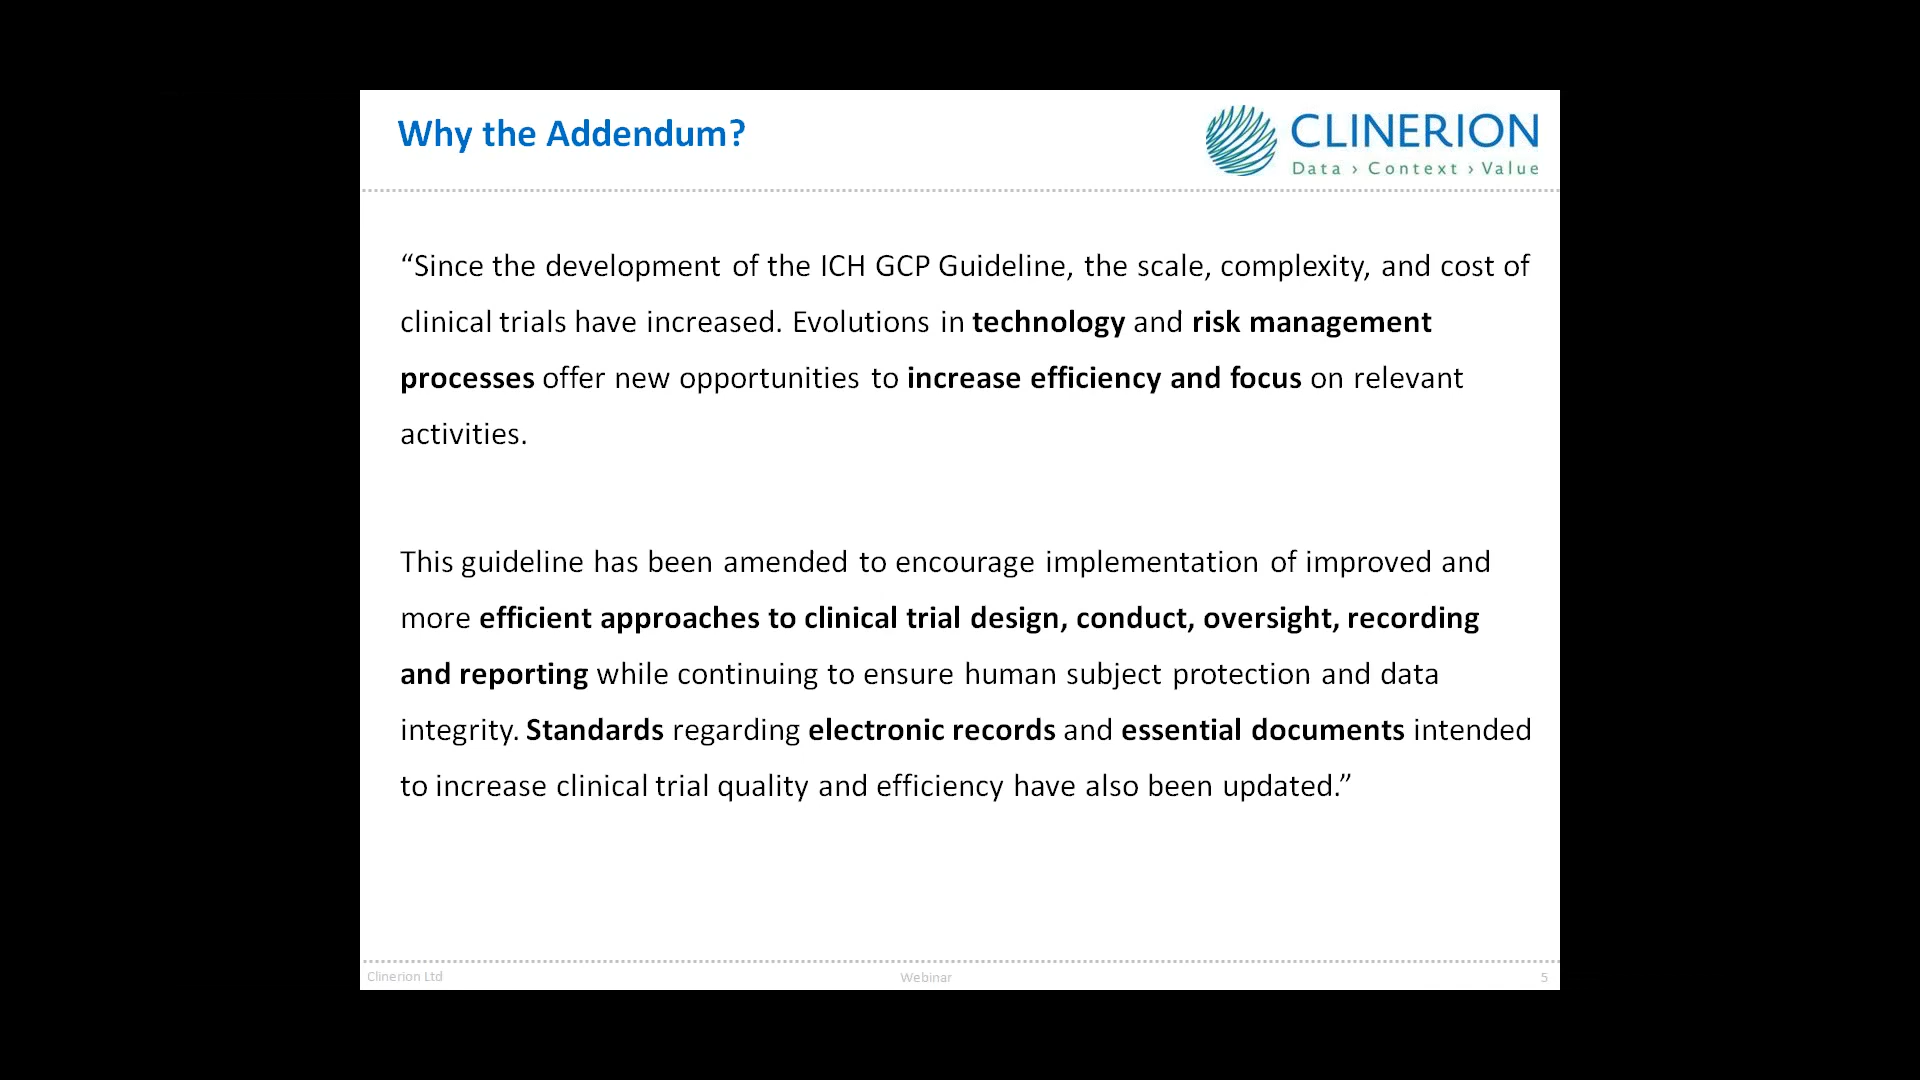 Why the Addendum?
CLINERION
Data › Context › Value
“Since the development of the ICH GCP Guideline, the scale, complexity, and cost of
clinical trials have increased. Evolutions in technology and risk management
processes offer new opportunities to increase efficiency and focus on relevant
activities.
This guideline has been amended to encourage implementation of improved and
more efficient approaches to clinical trial design, conduct, oversight, recording
and reporting while continuing to ensure human subject protection and data
integrity. Standards regarding electronic records and essential documents intended
to increase clinical trial quality and efficiency have also been updated.”
Clinerion Ltd
Webinar
5